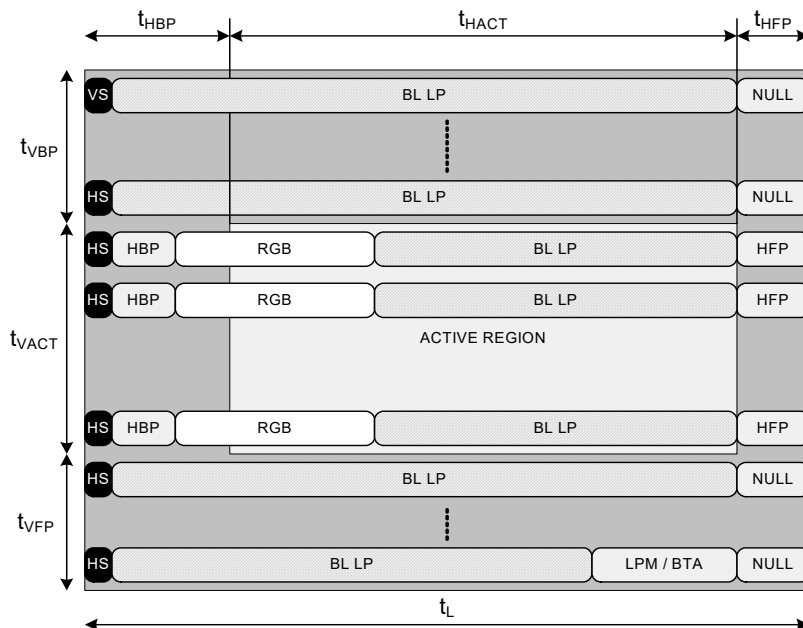 tHBP tHACT tHFP
VS BL LP NULL
tVBP
HS BL LP NULL
HS HBP RGB BL LP HFP
HS HBP RGB BL LP HFP
tVACT ACTIVE REGION
HS HBP RGB BL LP HFP
HS BL LP NULL
tVFP
HS BL LP LPM / BTA NULL
tL